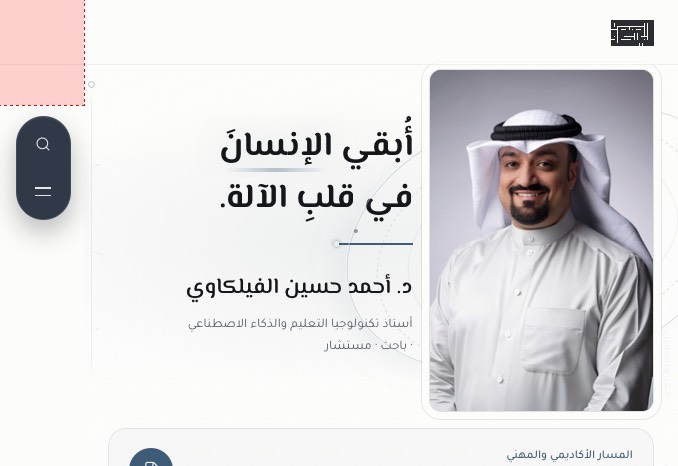 أُبقي الإنسانَ
في قلبِ الآلة.
د. أحمد حسين الفيلكاوي
أستاذ تكنولوجيا التعليم والذكاء الاصطناعي
· باحث · مستشار
المسار الأكاديمي والمهني